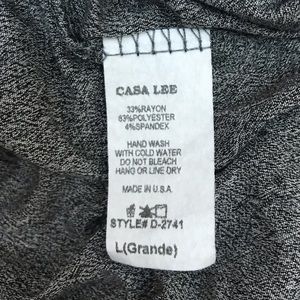 CASA LEE
33%RAYON
63%POLYESTER
4%SPANDEX
HAND WASH
WITH COLD WATER
DO NOT BLEACH
HANG OR LINE DRY
MADE IN U.S.A.
STYLE# D-2741
L(Grande)